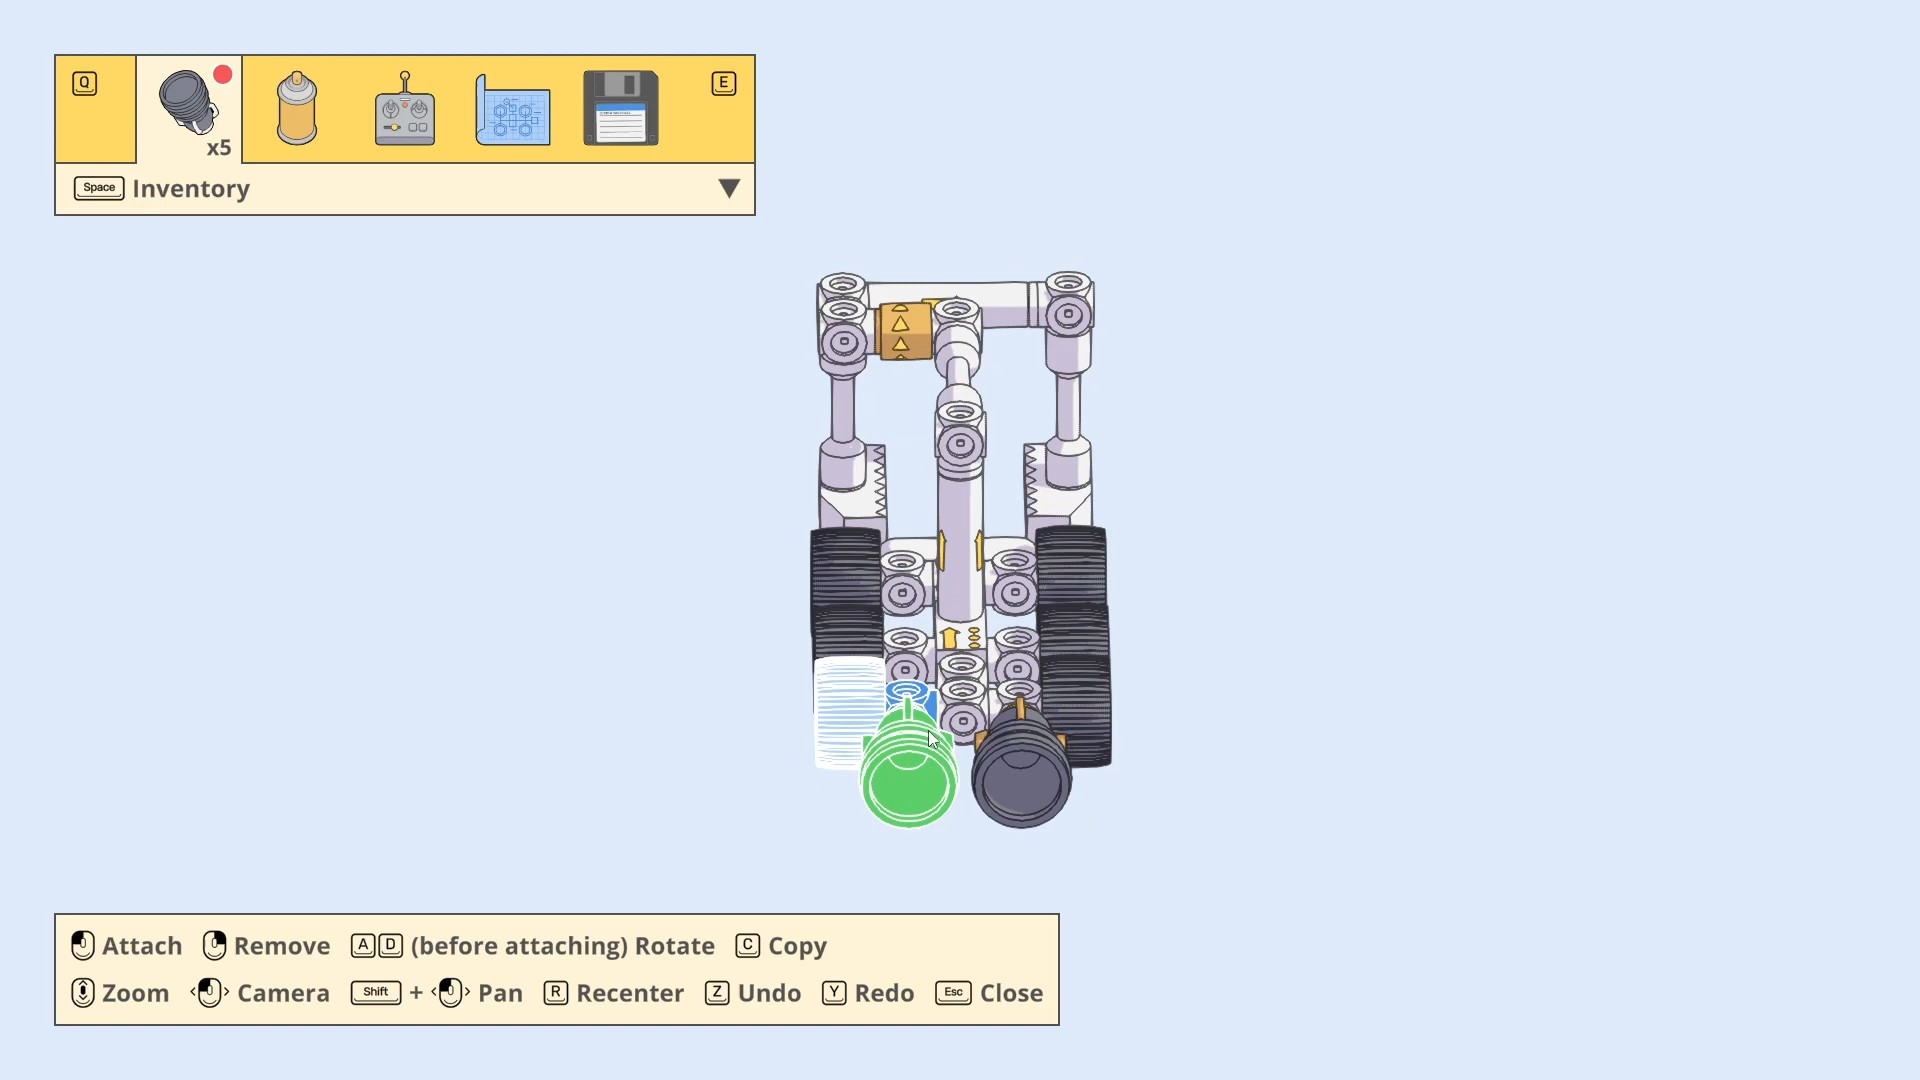 Q
E
x5
Space Inventory
Attach Remove A D (before attaching) Rotate C Copy
Zoom Camera Shift + Pan R Recenter Z Undo Y Redo Esc Close